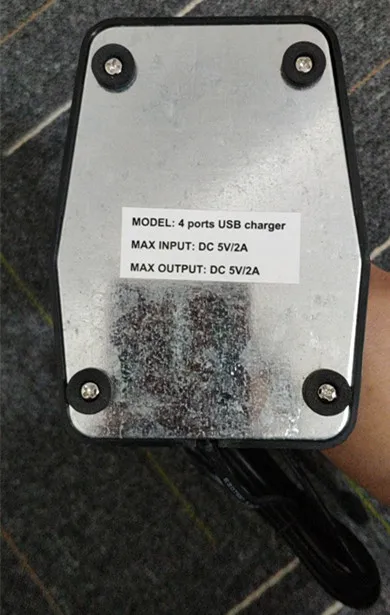 MODEL: 4 ports USB charger
MAX INPUT: DC 5V/2A
MAX OUTPUT: DC 5V/2A